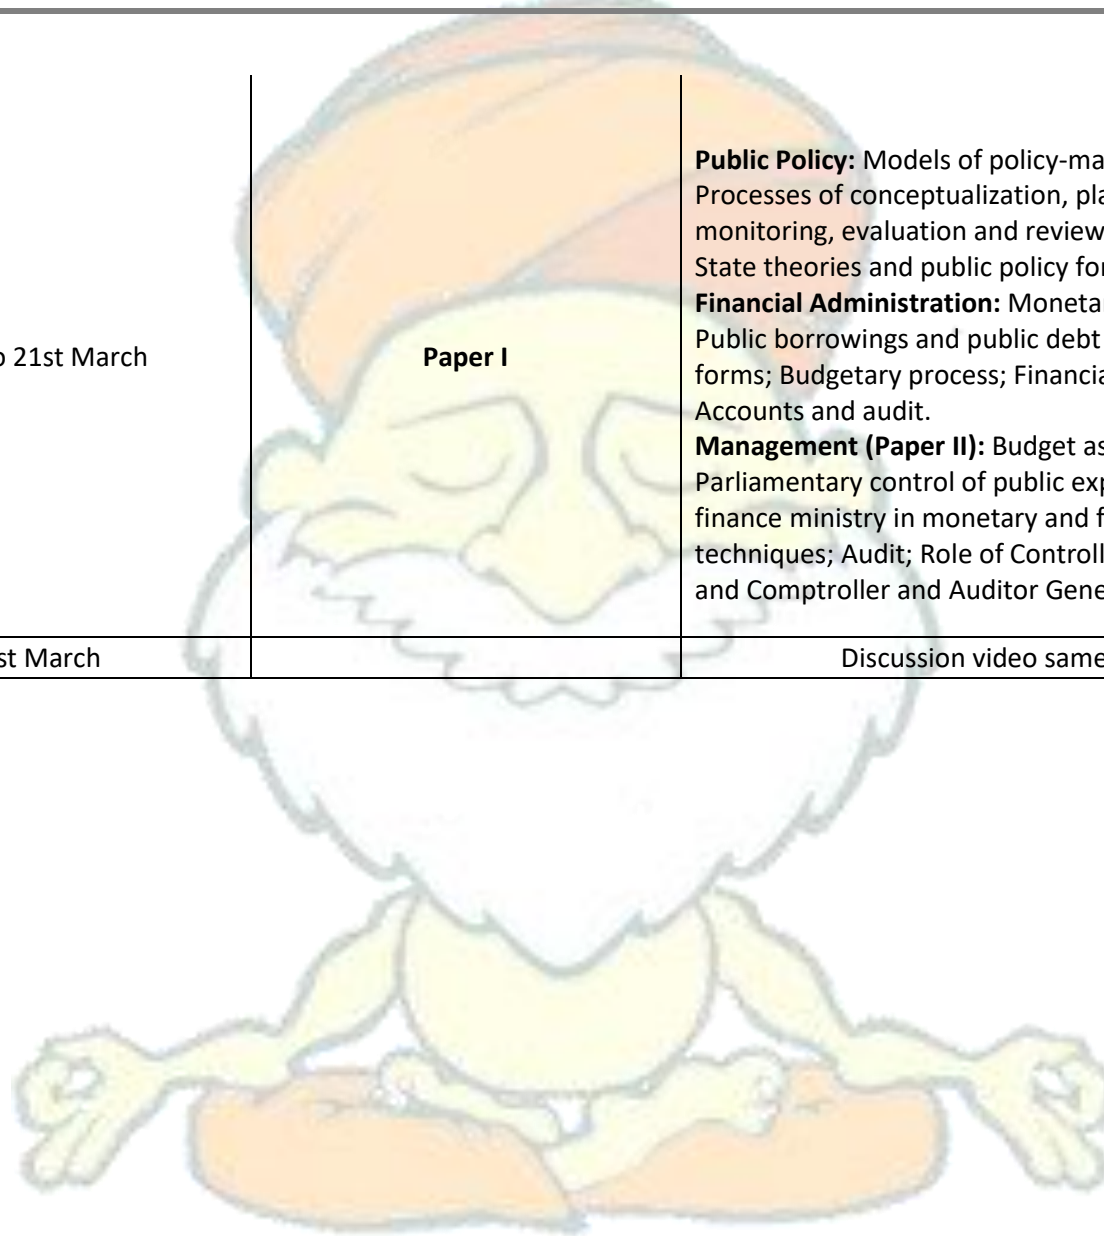 Public Policy: Models of policy-ma
Processes of conceptualization, pla
monitoring, evaluation and review
State theories and public policy for
Financial Administration: Moneta
Public borrowings and public debt
o 21st March
Paper I
forms; Budgetary process; Financia
Accounts and audit.
Management (Paper II): Budget as
Parliamentary control of public exp
finance ministry in monetary and f
techniques; Audit; Role of Controll
and Comptroller and Auditor Gene
st March
Discussion video same